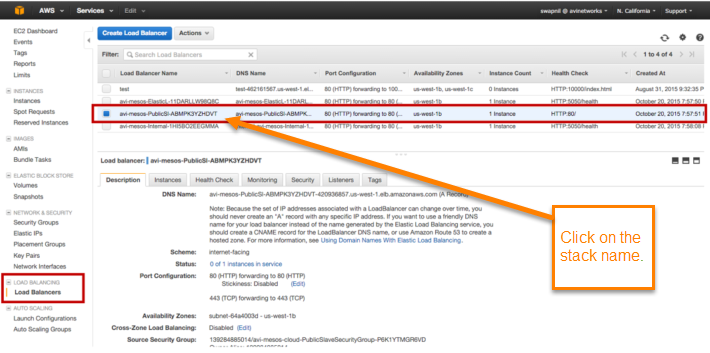 AWS Services Edit swapnil @ avinetworks N. California Support
EC2 Dashboard
Events
Tags
Reports
Limits
INSTANCES
Instances
Spot Requests
Reserved Instances
IMAGES
AMIs
Bundle Tasks
ELASTIC BLOCK STORE
Volumes
Snapshots
NETWORK & SECURITY
Security Groups
Elastic IPs
Placement Groups
Key Pairs
Network Interfaces
LOAD BALANCING
Load Balancers
AUTO SCALING
Launch Configurations
Auto Scaling Groups
Create Load Balancer Actions
Filter: Search Load Balancers 1 to 4 of 4
Load Balancer Name DNS Name Port Configuration Availability Zones Instance Count Health Check Created At
test test-462161567.us-west-1.el... 80 (HTTP) forwarding to 100... us-west-1b, us-west-1c 0 Instances HTTP:10000/index.html August 31, 2015 9:32:35 P
avi-mesos-ElasticL-11DARLLW98Q8C avi-mesos-ElasticL-11DARL... 80 (HTTP) forwarding to 80 (... us-west-1b 1 Instance HTTP:5050/health October 20, 2015 7:57:50 I
avi-mesos-PublicSl-ABMPK3YZHDVT avi-mesos-PublicSl-ABMPK... 80 (HTTP) forwarding to 80 (... us-west-1b 1 Instance HTTP:80/ October 20, 2015 7:57:51 I
avi-mesos-Internal-1HI5BO2EEGMMA 80 (HTTP) forwarding to 80 (... us-west-1b 1 Instance HTTP:5050/health October 20, 2015 7:57:51 I
Load balancer: avi-mesos-PublicSl-ABMPK3YZHDVT
Description Instances Health Check Monitoring Security Listeners Tags
DNS Name: avi-mesos-PublicSl-ABMPK3YZHDVT-420936857.us-west-1.elb.amazonaws.com (A Record)
Note: Because the set of IP addresses associated with a LoadBalancer can change over time, you
should never create an "A" record with any specific IP address. If you want to use a friendly DNS
name for your load balancer instead of the name generated by the Elastic Load Balancing service, you
should create a CNAME record for the LoadBalancer DNS name, or use Amazon Route 53 to create a
hosted zone. For more information, see Using Domain Names With Elastic Load Balancing.
Scheme: internet-facing
Status: 0 of 1 instances in service
Port Configuration: 80 (HTTP) forwarding to 80 (HTTP)
Stickiness: Disabled (Edit)
443 (TCP) forwarding to 443 (TCP)
Availability Zones: subnet-64a4003d - us-west-1b
Cross-Zone Load Balancing: Disabled (Edit)
Source Security Group: 139284885014/avi-mesos-cloud-PublicSlaveSecurityGroup-P6K1YTMGR6VD
Click on the
stack name.